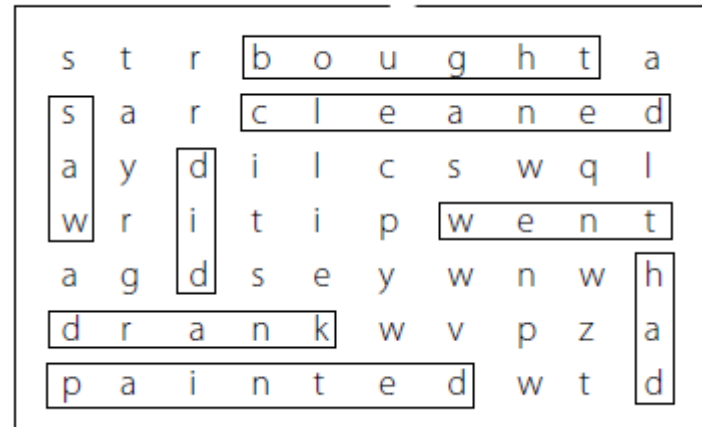 s t r b o u g h t a
s a r c l e a n e d
a y d i l c s w q l
w r i t i p w e n t
a g d s e y w n w h
d r a n k w v p z a
p a i n t e d w t d